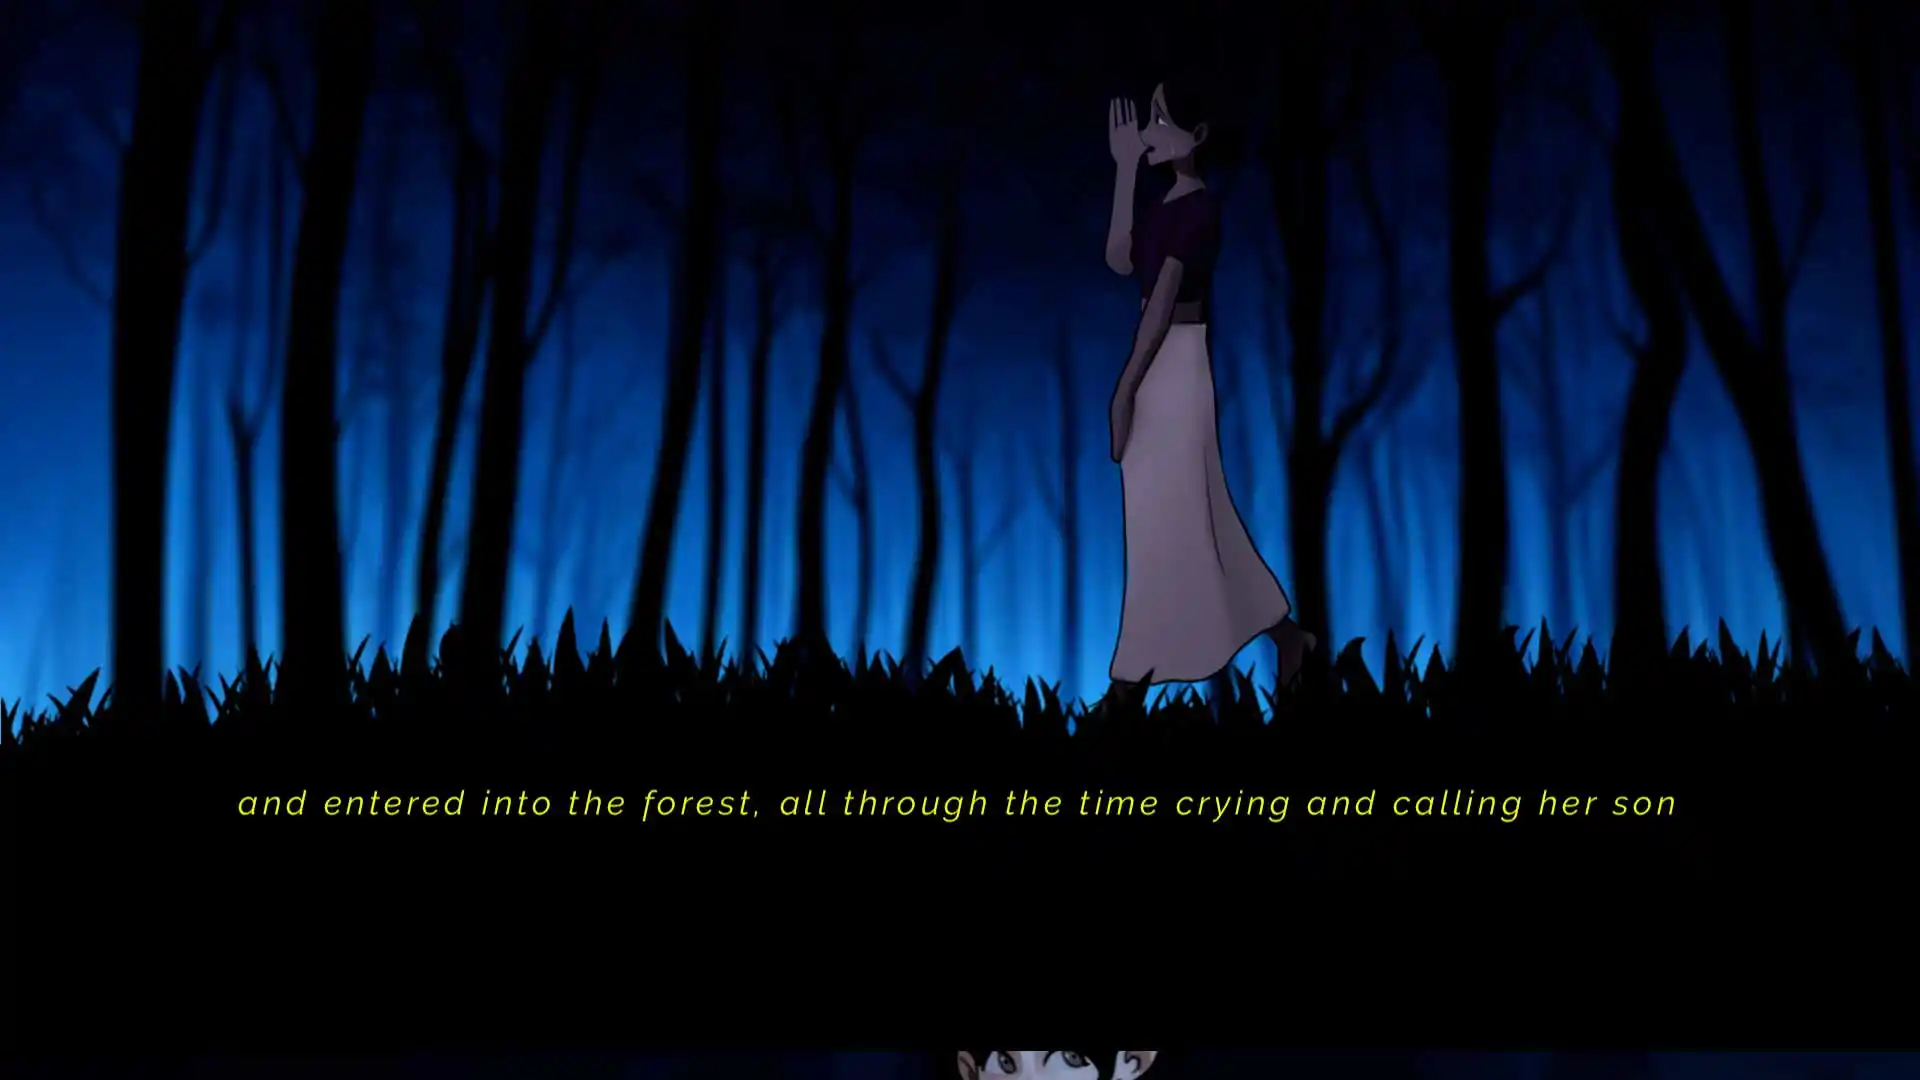 and entered into the forest, all through the time crying and calling her son